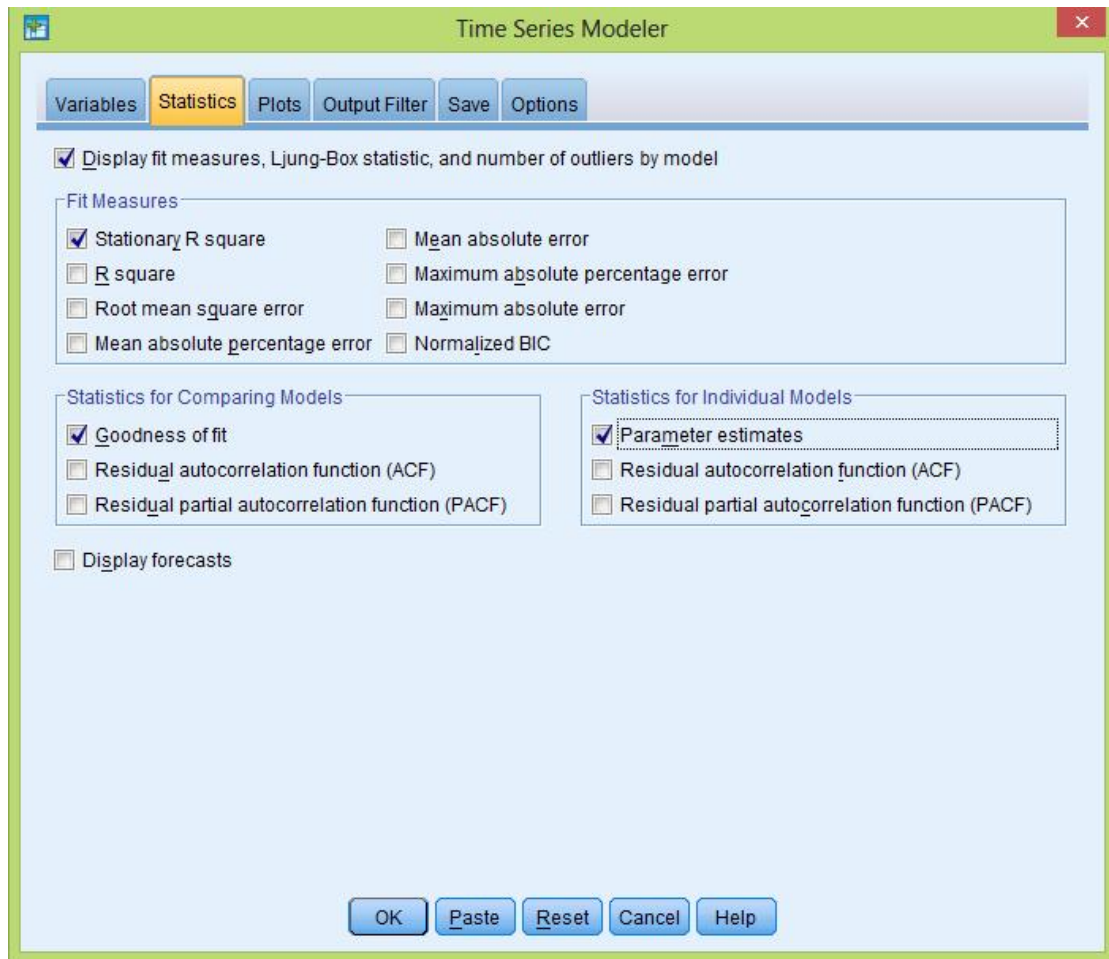 Time Series Modeler
Variables Statistics Plots Output Filter Save Options
Display fit measures, Ljung-Box statistic, and number of outliers by model
Fit Measures
Stationary R square
R square
Root mean square error
Mean absolute percentage error
Mean absolute error
Maximum absolute percentage error
Maximum absolute error
Normalized BIC
Statistics for Comparing Models
Goodness of fit
Residual autocorrelation function (ACF)
Residual partial autocorrelation function (PACF)
Statistics for Individual Models
Parameter estimates
Residual autocorrelation function (ACF)
Residual partial autocorrelation function (PACF)
Display forecasts
OK Paste Reset Cancel Help